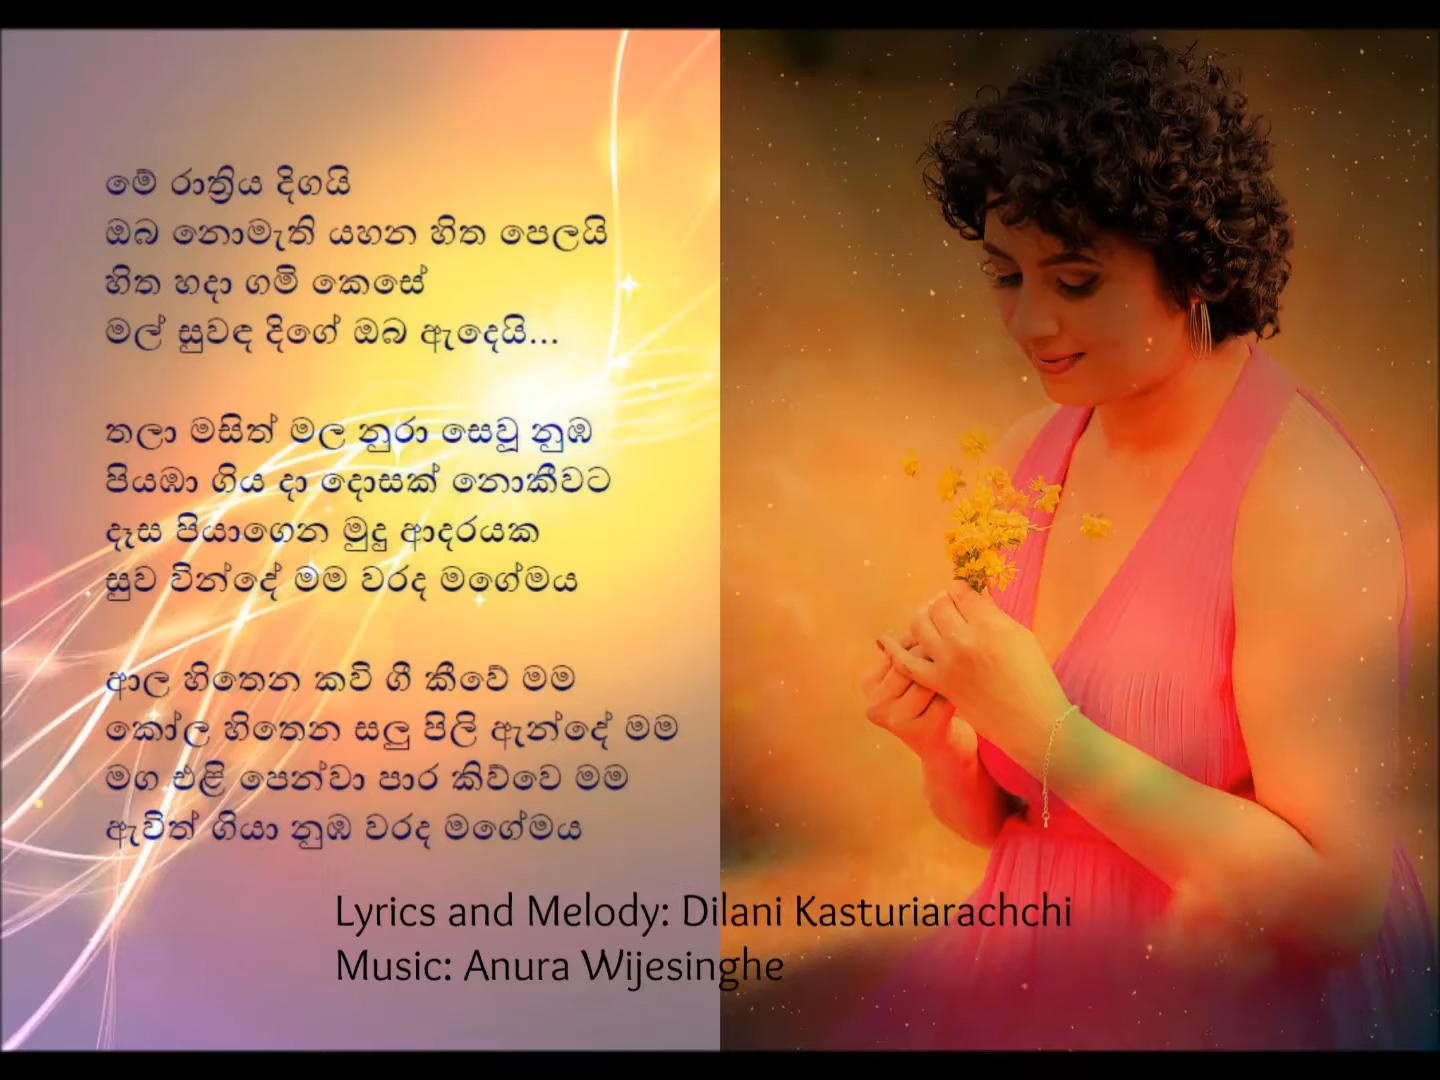 මේ රාත්‍රිය දිගයි
ඔබ නොමැති යහන හිත පෙලයි
හිත හදා ගමි කෙසේ
මල් සුවඳ දිගේ ඔබ ඇදෙයි...
තලා මසිත් මල නුරා සෙවූ නුඹ
පියඹා ගිය දා දොසක් නොකීවට
දෑස පියාගෙන මුදු ආදරයක
සුව වින්දේ මම වරද මගේමය
ආල හිතෙන කවි ගී කීවේ මම
කෝල හිතෙන සලු පිලි ඇන්දේ මම
මග එළි පෙන්වා පාර කිව්වෙ මම
ඇවිත් ගියා නුඹ වරද මගේමය
Lyrics and Melody: Dilani Kasturiarachchi
Music: Anura Wijesinghe